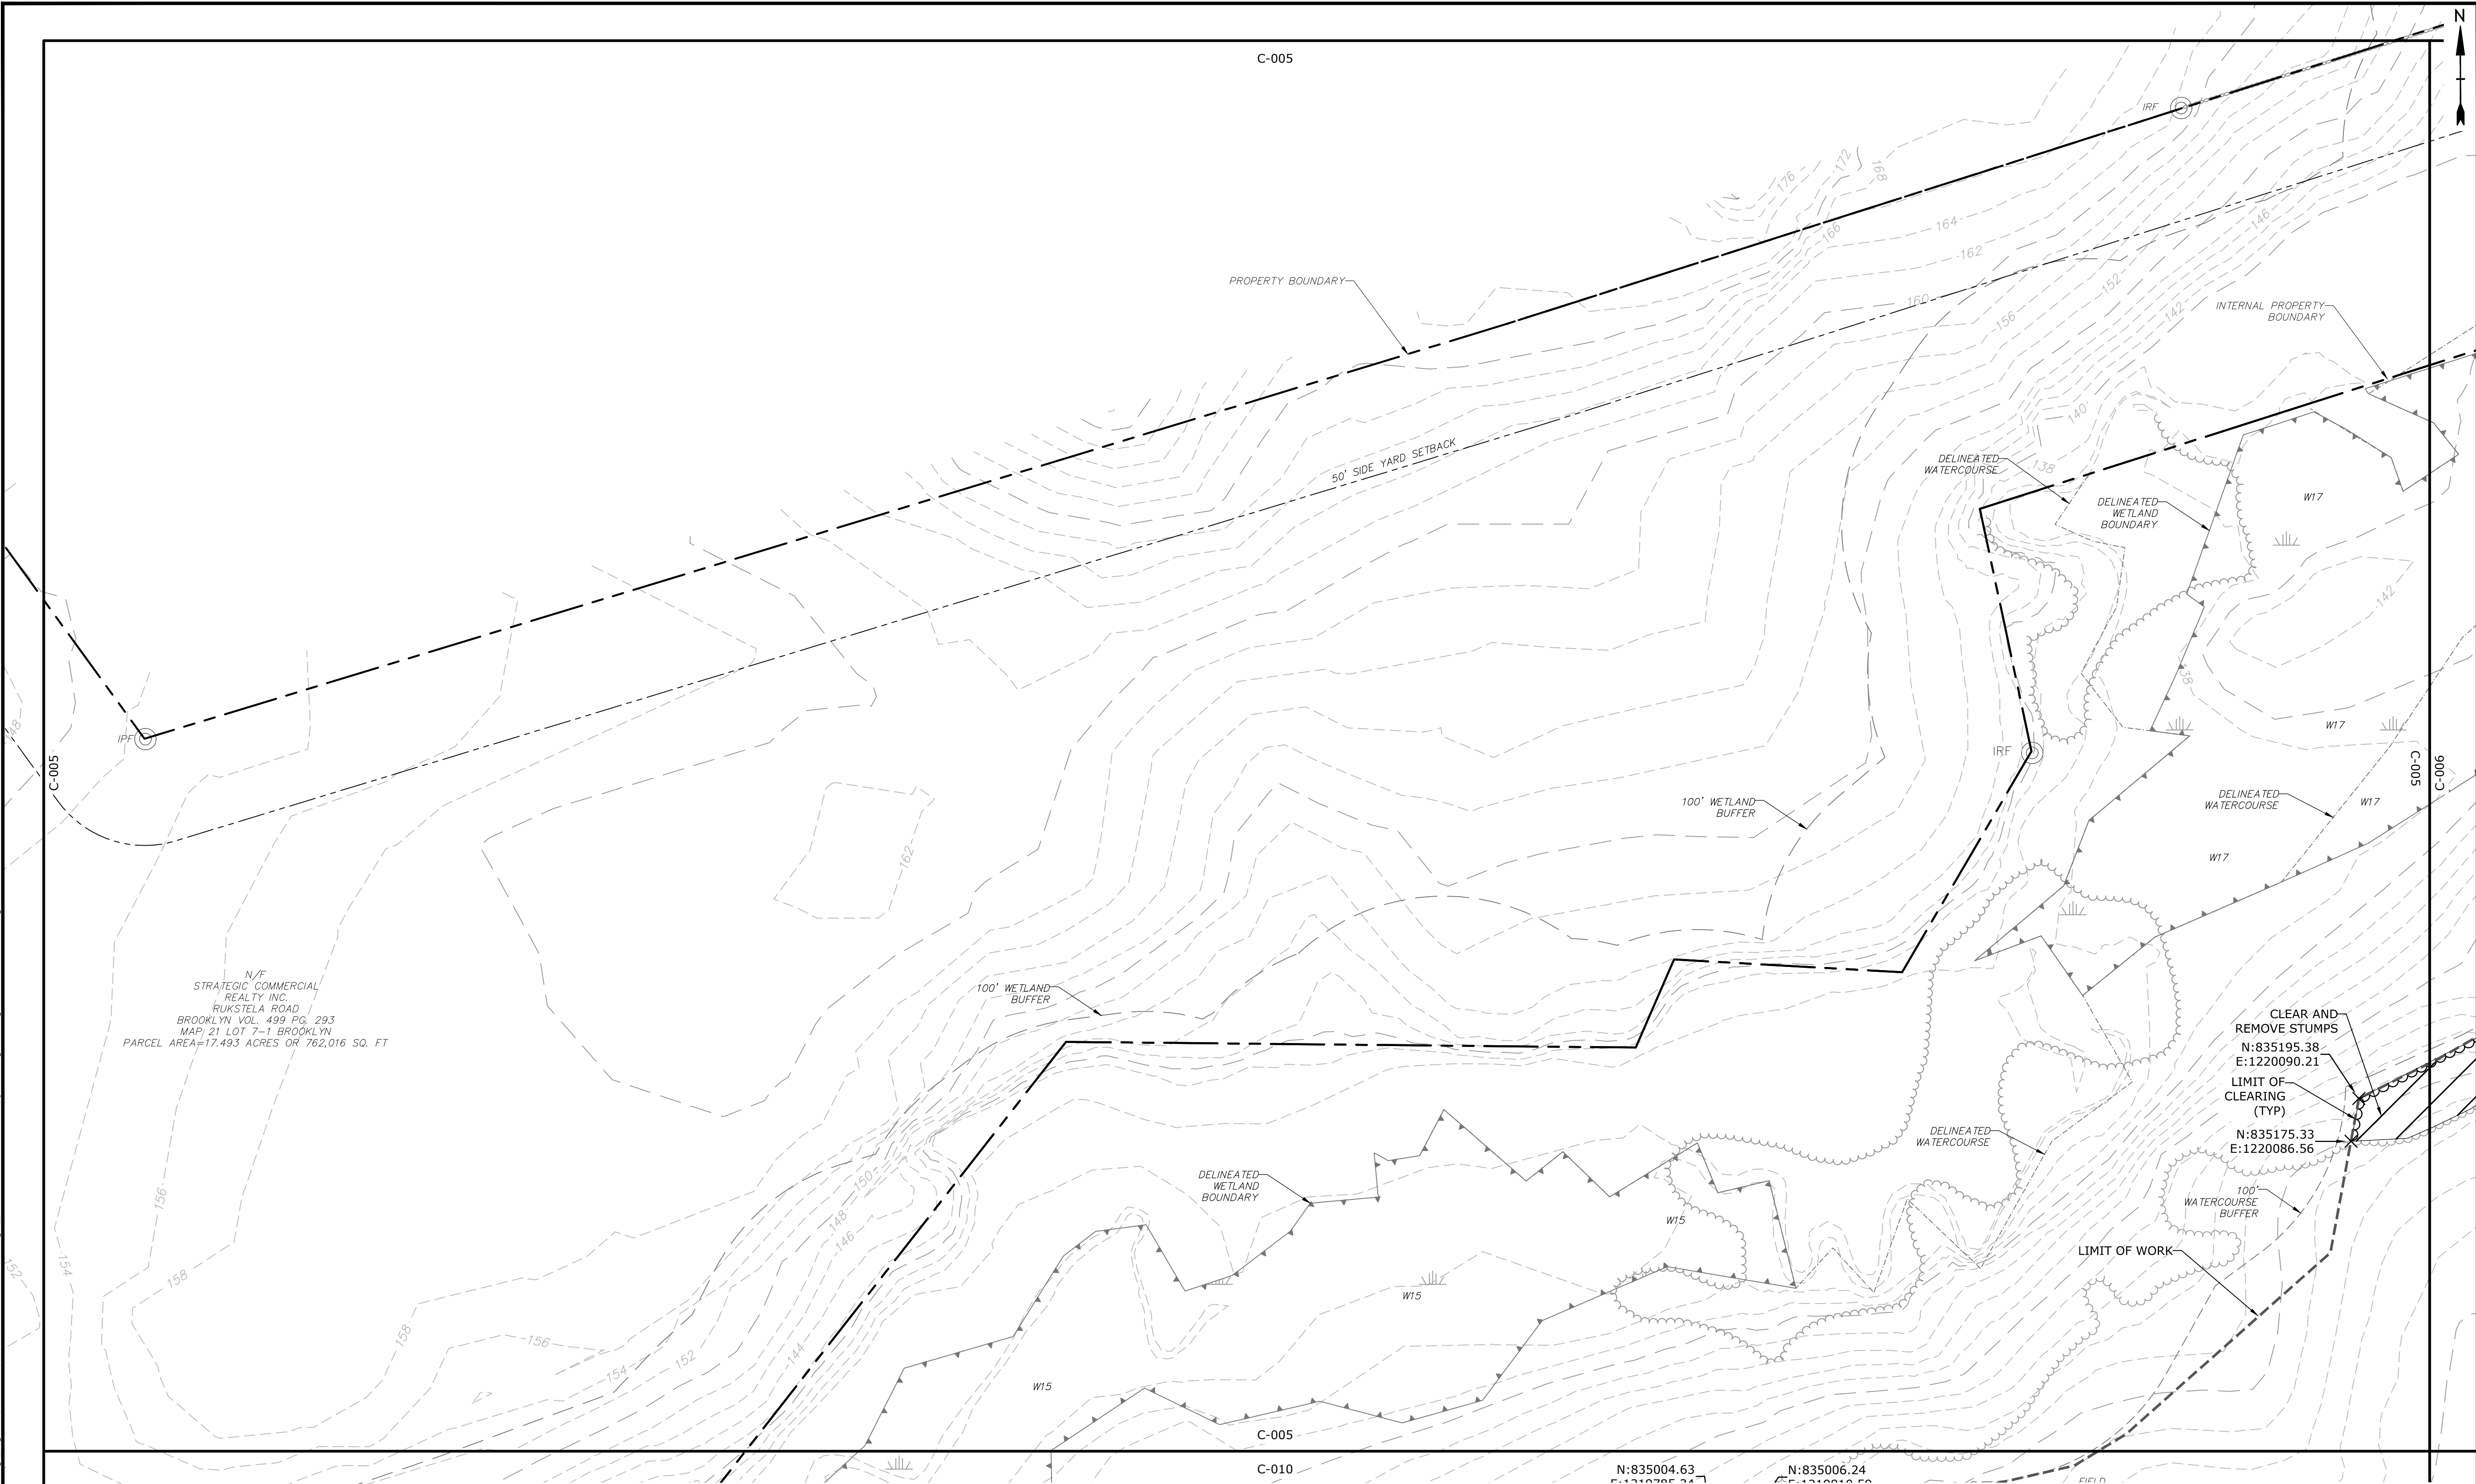 N
C-005
IRF
176
172
168
166
164
162
146
160
152
142
156
PROPERTY BOUNDARY
INTERNAL PROPERTY
BOUNDARY
140
50' SIDE YARD SETBACK
DELINEATED
WATERCOURSE
138
DELINEATED
WETLAND
BOUNDARY
W17
142
138
148
IPF
C-005
W17
IRF
C-005
C-006
DELINEATED
WATERCOURSE
W17
100' WETLAND
BUFFER
162
W17
N/F
STRATEGIC COMMERCIAL
REALTY INC.
RUKSTELA ROAD
BROOKLYN VOL. 499 PG. 293
MAP 21 LOT 7-1 BROOKLYN
PARCEL AREA=17.493 ACRES OR 762,016 SQ. FT
100' WETLAND
BUFFER
CLEAR AND
REMOVE STUMPS
N:835195.38
E:1220090.21
LIMIT OF
CLEARING
(TYP)
N:835175.33
E:1220086.56
DELINEATED
WATERCOURSE
DELINEATED
WETLAND
BOUNDARY
150
156
148
146
100'
WATERCOURSE
BUFFER
W15
LIMIT OF WORK
152
154
158
W15
158
156
144
152
154
W15
C-005
C-010
N:835004.63
N:835006.24
FIELD